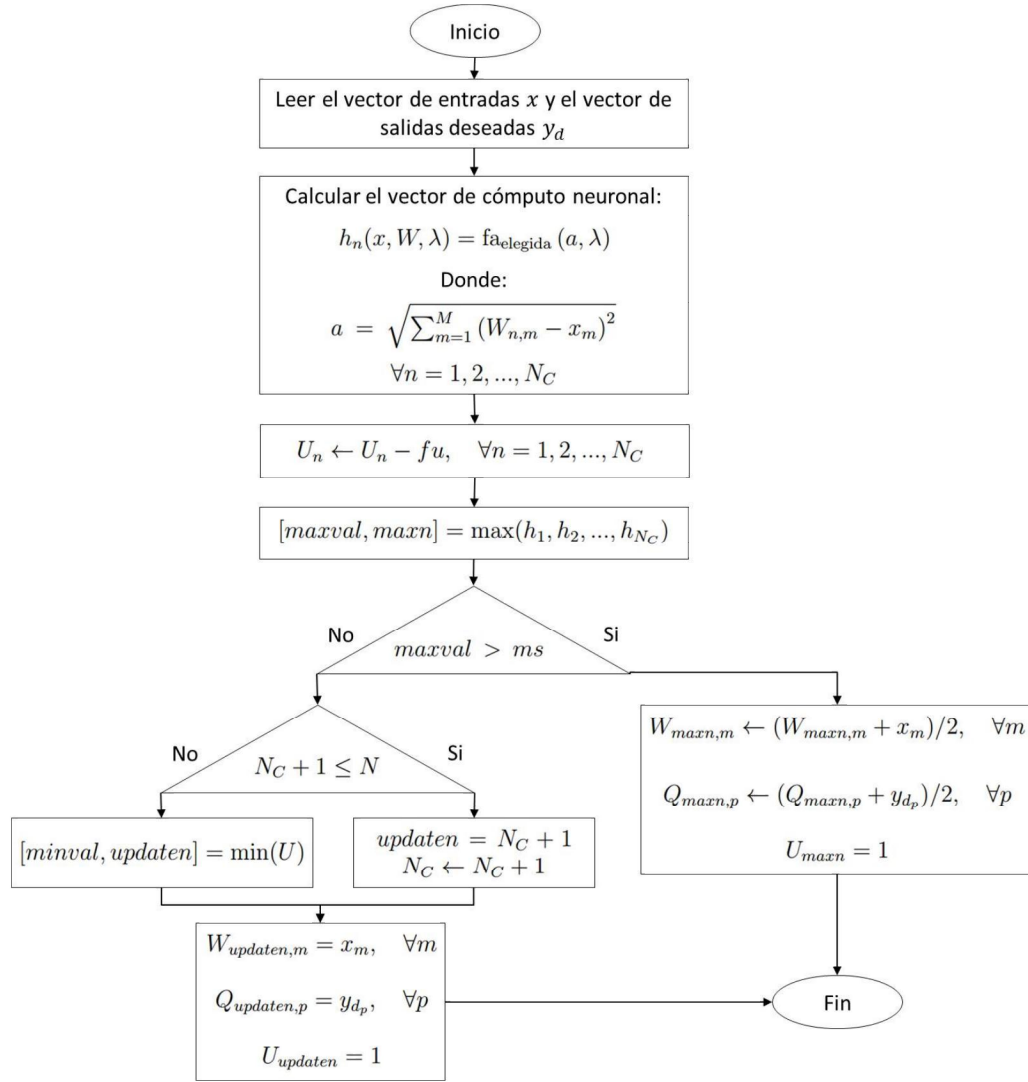 Inicio
Leer el vector de entradas x y el vector de
salidas deseadas y_d
Calcular el vector de cómputo neuronal:
h_n(x, W, λ) = fa_elegida (a, λ)
Donde:
a = √(∑_{m=1}^{M} (W_{n,m} − x_m)^2)
∀n = 1, 2, ..., N_C
U_n ← U_n − fu, ∀n = 1, 2, ..., N_C
[maxval, maxn] = max(h_1, h_2, ..., h_{N_C})
No
Si
maxval > ms
No
Si
N_C + 1 ≤ N
W_{maxn,m} ← (W_{maxn,m} + x_m)/2, ∀m
Q_{maxn,p} ← (Q_{maxn,p} + y_{d_p})/2, ∀p
U_{maxn} = 1
[minval, updaten] = min(U)
updaten = N_C + 1
N_C ← N_C + 1
W_{updaten,m} = x_m, ∀m
Q_{updaten,p} = y_{d_p}, ∀p
U_{updaten} = 1
Fin